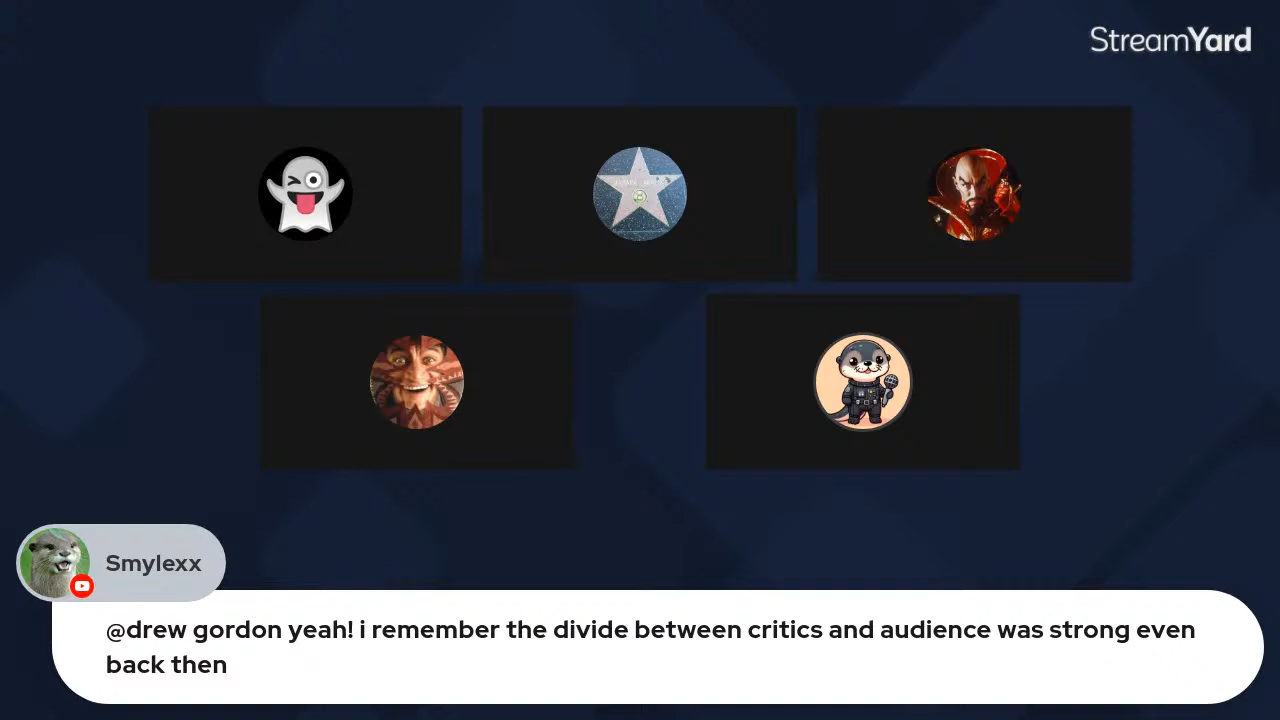 StreamYard
Smylexx
@drew gordon yeah! i remember the divide between critics and audience was strong even
back then